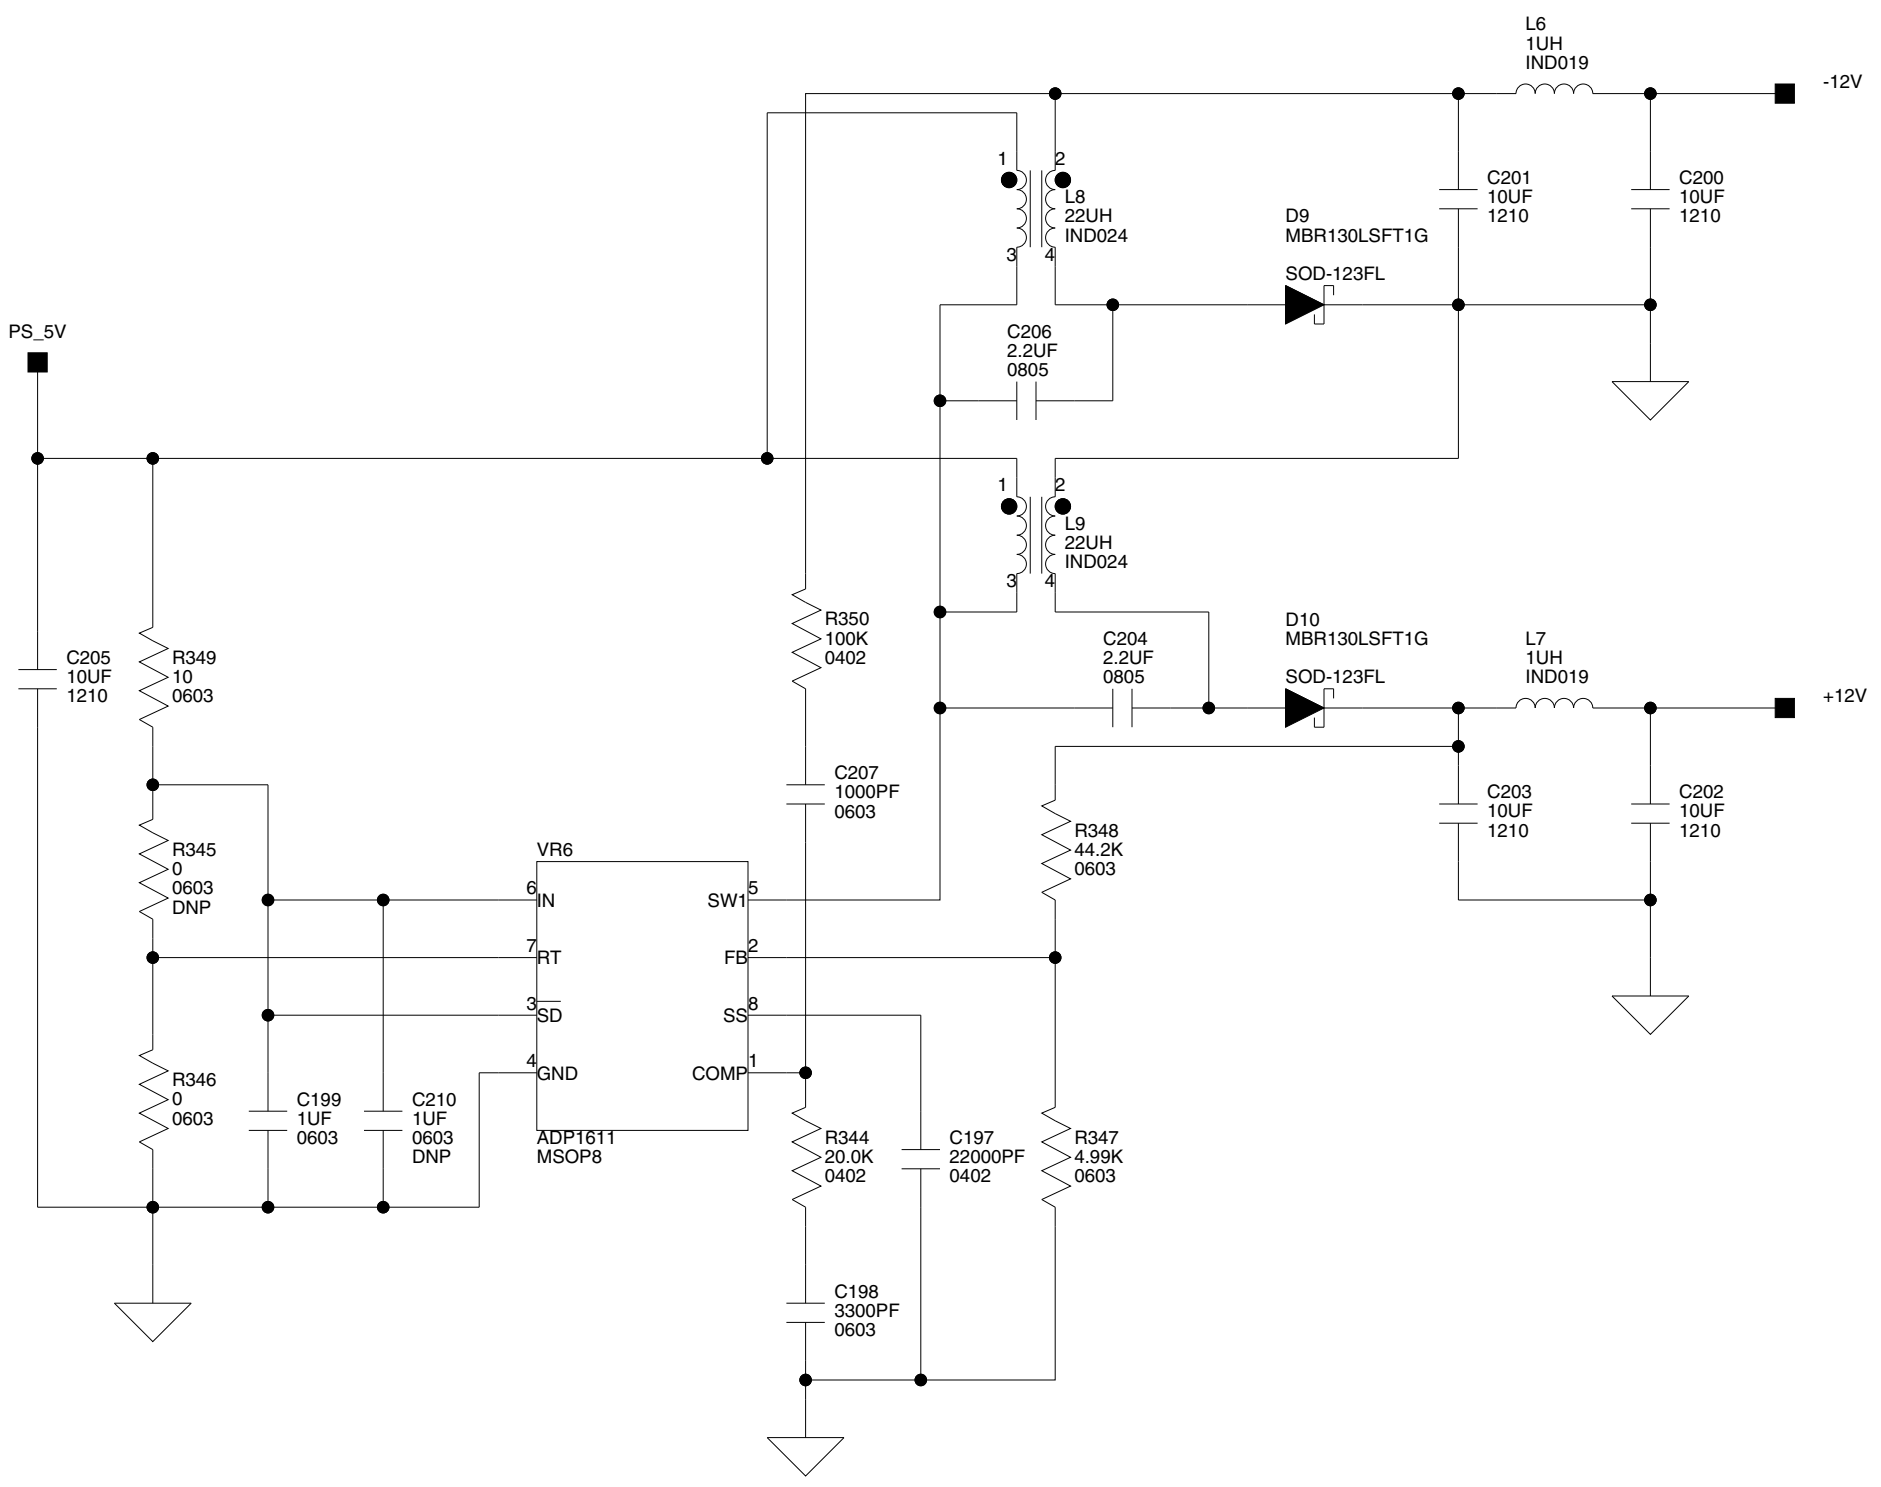 L6
1UH
IND019
-12V
1
2
L8
22UH
IND024
3
4
C201
10UF
1210
C200
10UF
1210
D9
MBR130LSFT1G
SOD-123FL
PS_5V
C206
2.2UF
0805
1
2
L9
22UH
IND024
3
4
C205
10UF
1210
R349
10
0603
R350
100K
0402
C204
2.2UF
0805
D10
MBR130LSFT1G
SOD-123FL
L7
1UH
IND019
+12V
R345
0
0603
DNP
C207
1000PF
0603
R348
44.2K
0603
C203
10UF
1210
C202
10UF
1210
VR6
6
IN
SW1
5
7
RT
FB
2
3
SD
SS
8
4
GND
COMP
1
ADP1611
MSOP8
R346
0
0603
C199
1UF
0603
C210
1UF
0603
DNP
R344
20.0K
0402
C197
22000PF
0402
R347
4.99K
0603
C198
3300PF
0603